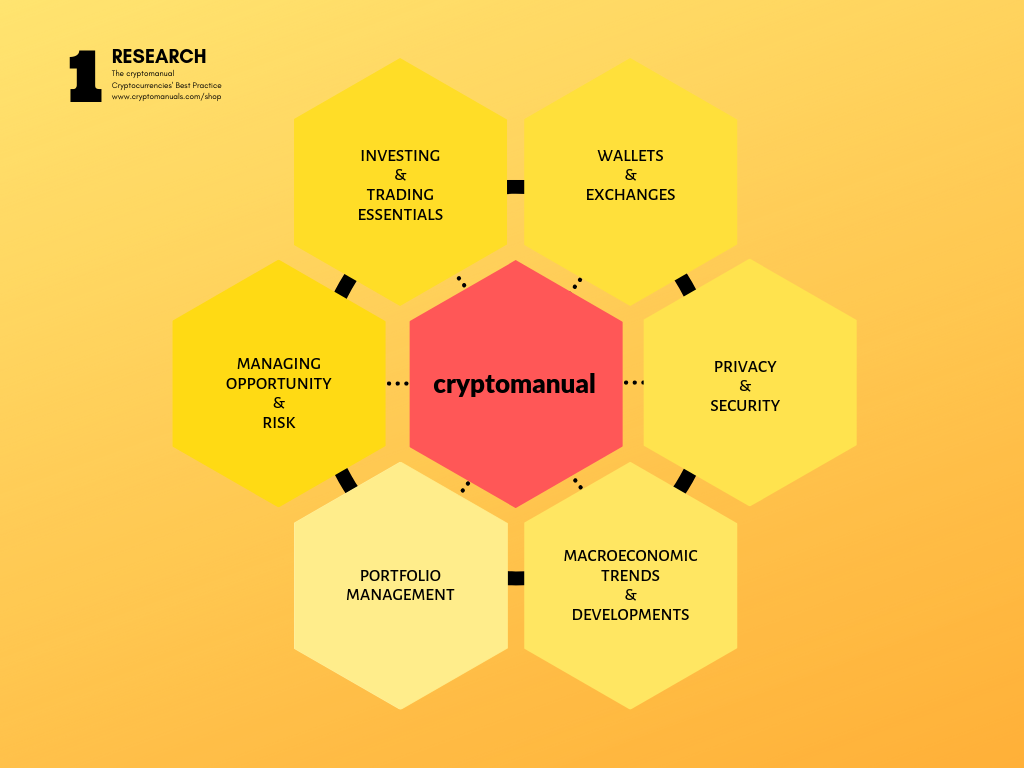 1
RESEARCH
The cryptomanual
Cryptocurrencies' Best Practice
www.cryptomanuals.com/shop
INVESTING
&
TRADING
ESSENTIALS
WALLETS
&
EXCHANGES
MANAGING
OPPORTUNITY
&
RISK
cryptomanual
PRIVACY
&
SECURITY
PORTFOLIO
MANAGEMENT
MACROECONOMIC
TRENDS
&
DEVELOPMENTS